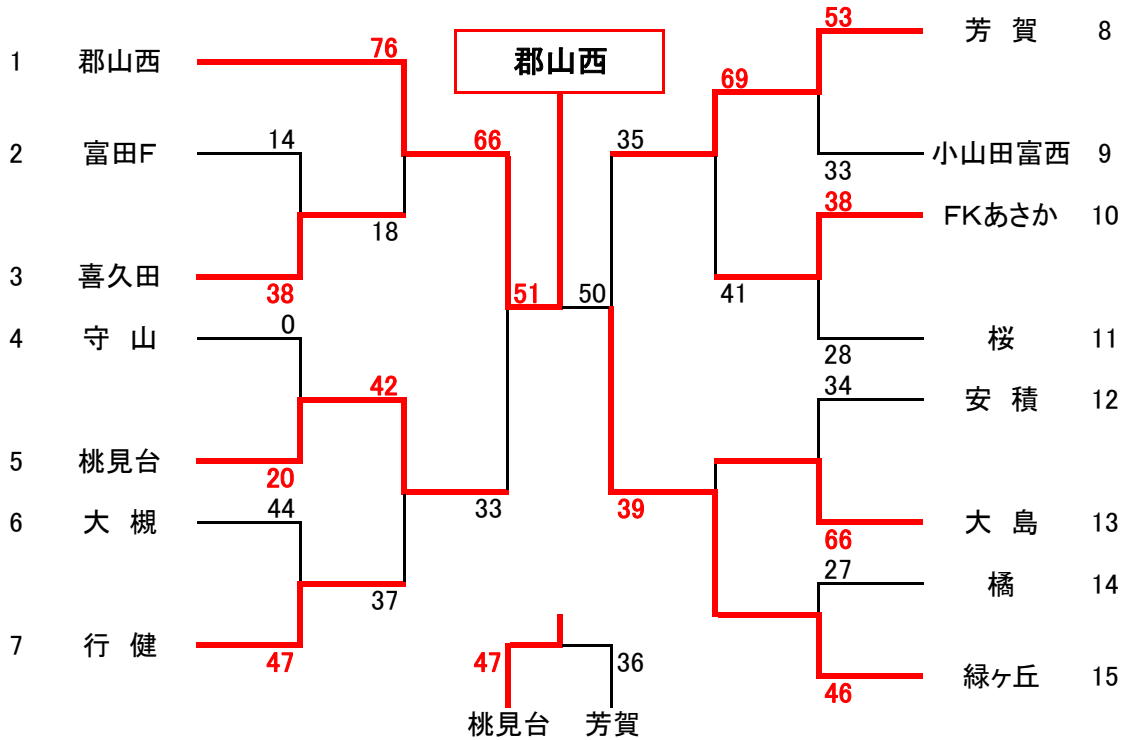 郡山西
1 郡山西 76
2 富田F 14
66
18
3 喜久田 38
51
4 守 山 0
42
5 桃見台 20
33
6 大 槻 44
37
7 行 健 47
53 芳 賀 8
69
35
33 小山田富西 9
38 FKあさか 10
41
50
28 桜 11
34 安 積 12
39
66 大 島 13
27 橘 14
46 緑ヶ丘 15
47 36
桃見台 芳賀